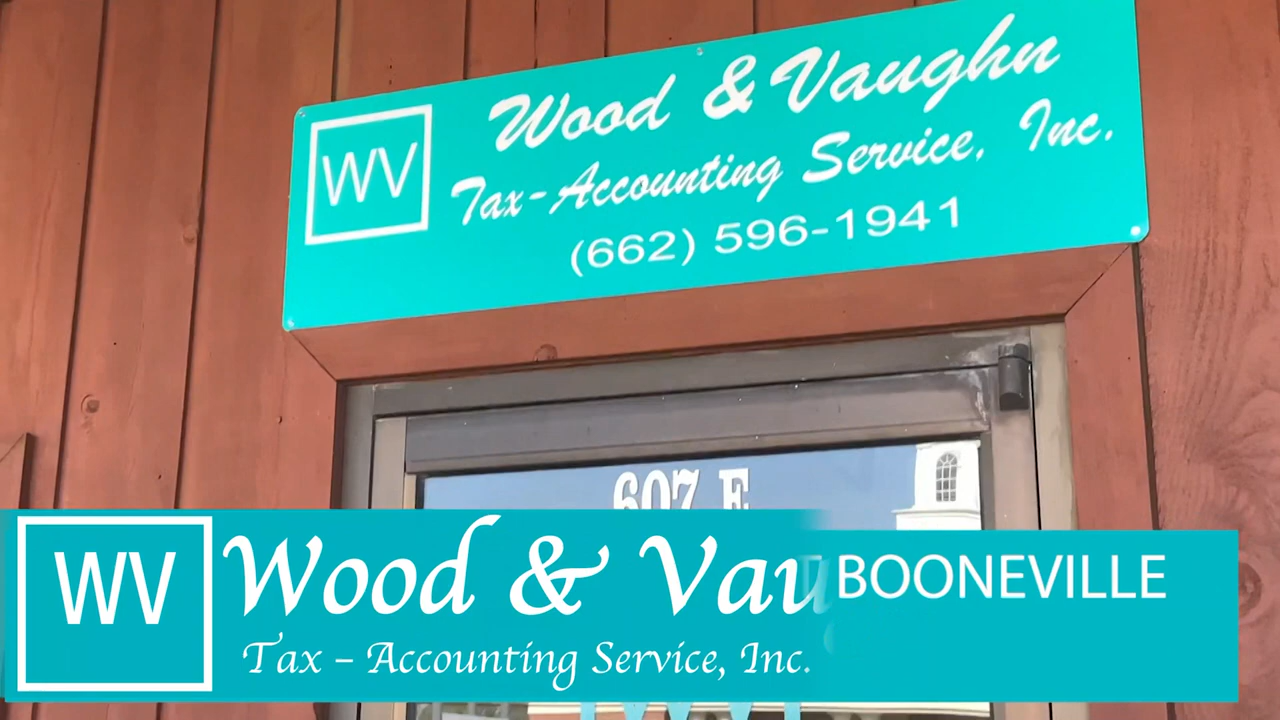 WV
Wood & Vaughn
Tax-Accounting Service, Inc.
(662) 596-1941
607 E
WV
Wood & Vau
BOONEVILLE
Tax – Accounting Service, Inc.